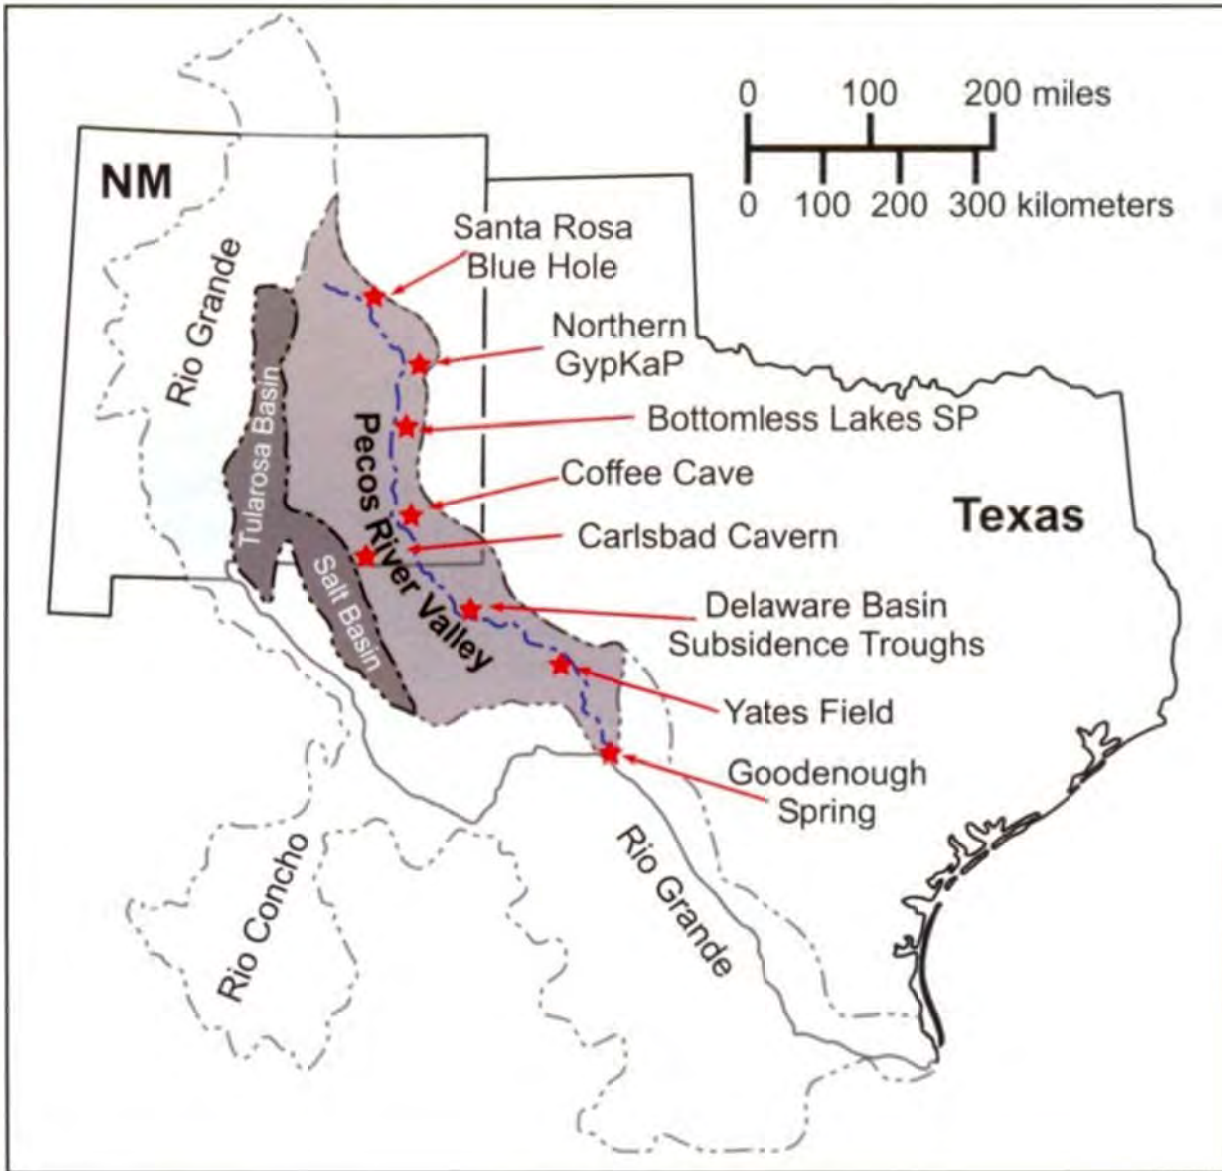 0 100 200 miles
0 100 200 300 kilometers
NM
Santa Rosa
Blue Hole
Rio Grande
Northern
GypKaP
Bottomless Lakes SP
Tularosa Basin
Pecos River Valley
Coffee Cave
Texas
Carlsbad Cavern
Salt Basin
Delaware Basin
Subsidence Troughs
Yates Field
Goodenough
Spring
Rio Concho
Rio Grande